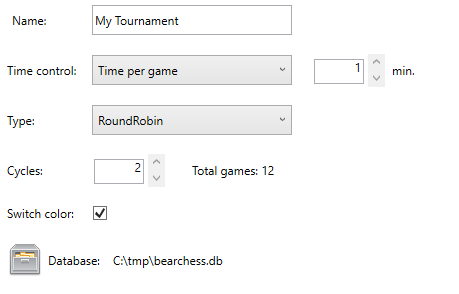 Name: My Tournament
Time control: Time per game 1 min.
Type: RoundRobin
Cycles: 2 Total games: 12
Switch color:
Database: C:\tmp\bearchess.db